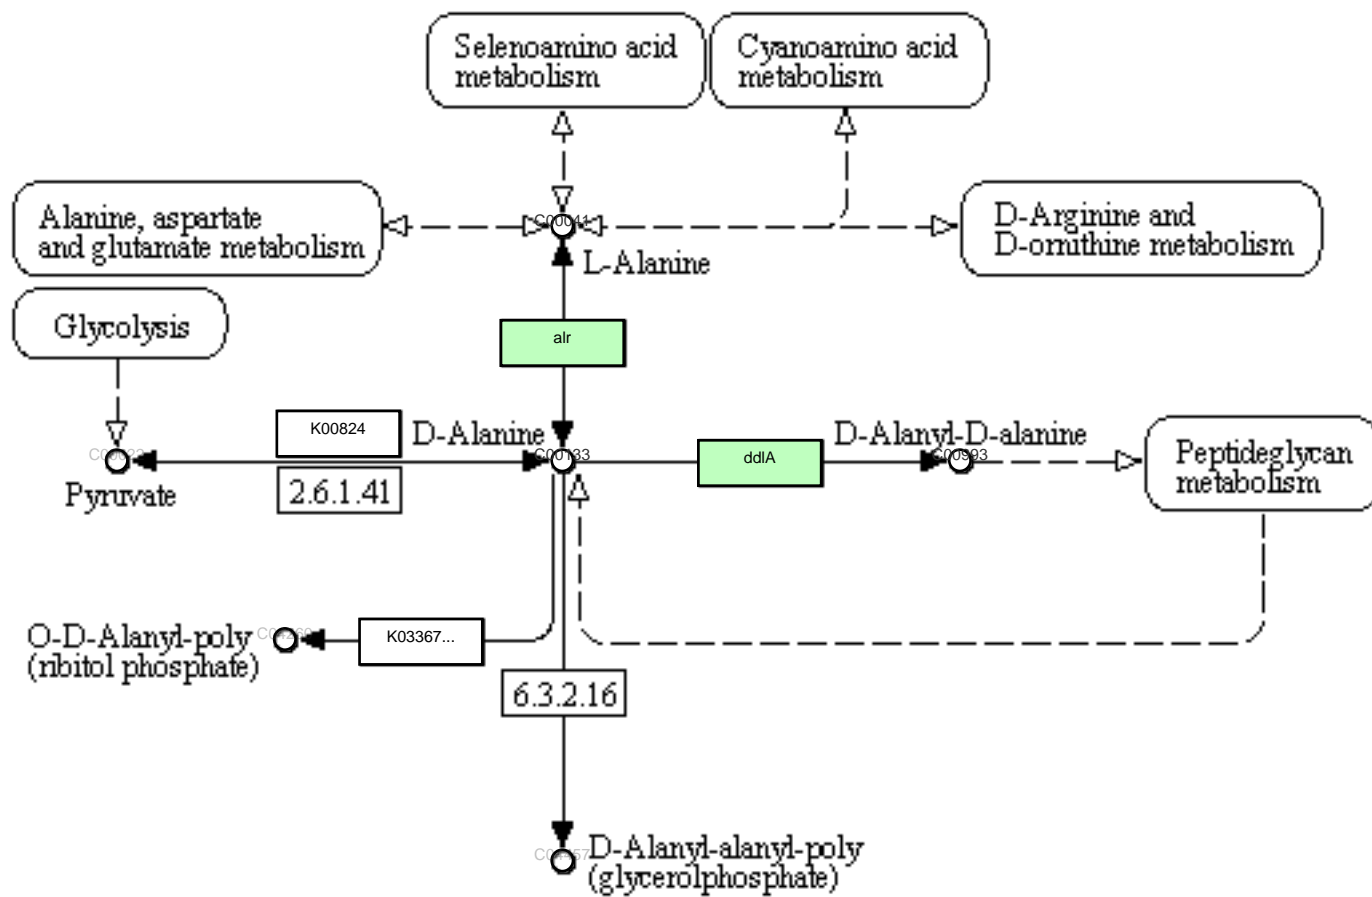 Selenoamino acid
metabolism
Cyanoamino acid
metabolism
Alanine, aspartate
and glutamate metabolism
C00041
L-Alanine
D-Arginine and
D-ornithine metabolism
Glycolysis
alr
K00824
D-Alanine
D-Alanyl-D-alanine
C00022
C00133
ddlA
C00993
Peptideglycan
metabolism
Pyruvate
2.6.1.41
O-D-Alanyl-poly
(ribitol phosphate)
K03367...
6.3.2.16
D-Alanyl-alanyl-poly
(glycerolphosphate)